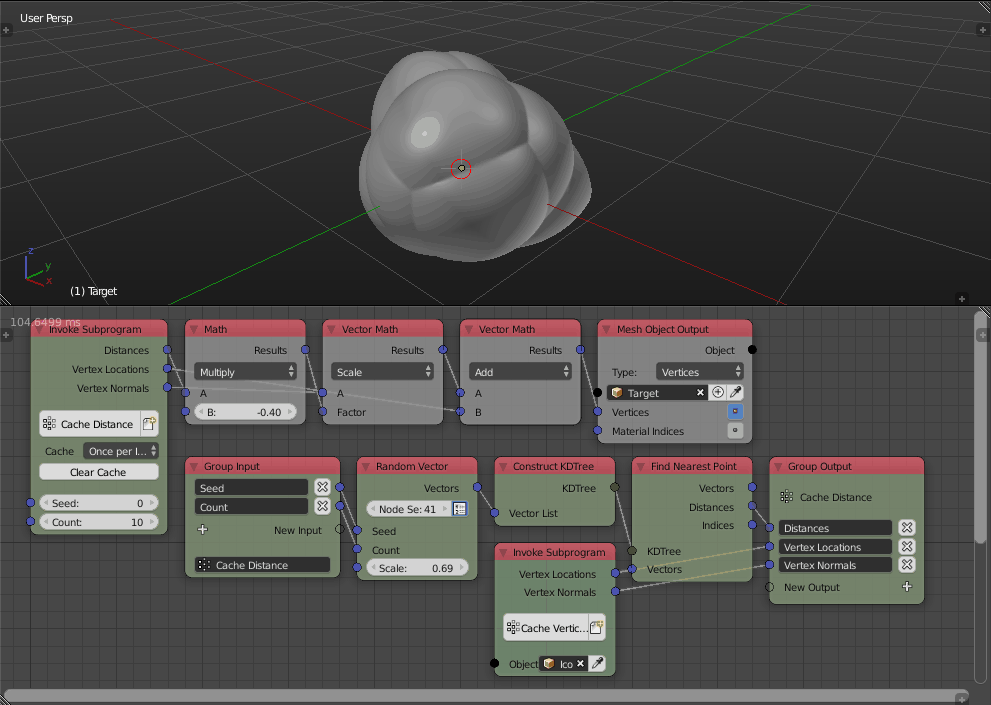 User Persp
z
y
x
(1) Target
104.6499 ms
Invoke Subprogram
Distances
Vertex Locations
Vertex Normals
Cache Distance
Cache Once per I...
Clear Cache
Seed: 0
Count: 10
Math
Results
Multiply
A
B: -0.40
Vector Math
Results
Scale
A
Factor
Vector Math
Results
Add
A
B
Mesh Object Output
Object
Type: Vertices
Target
Vertices
Material Indices
Group Input
Seed
Count
New Input
Cache Distance
Random Vector
Vectors
Node Se: 41
Seed
Count
Scale: 0.69
Construct KDTree
KDTree
Vector List
Invoke Subprogram
Vertex Locations
Vertex Normals
Cache Vertic...
Object Ico
Find Nearest Point
Vectors
Distances
Indices
KDTree
Vectors
Group Output
Cache Distance
Distances
Vertex Locations
Vertex Normals
New Output